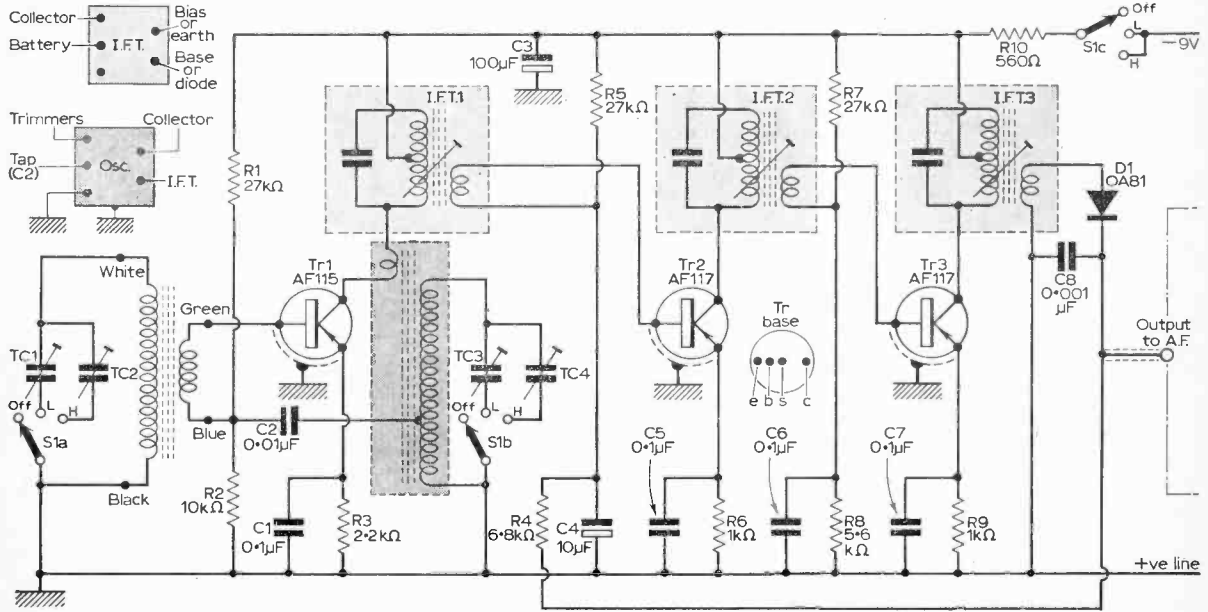 Collector
Battery
I.F.T.
Bias or
earth
Base
or
diode
Trimmers
Tap
(C2)
Osc.
Collector
I.F.T.
White
Green
Blue
Black
TC1
TC2
Off
L
H
S1a
R1
27kΩ
R2
10kΩ
C2
0·01µF
C1
0·1µF
R3
2·2kΩ
Tr1
AF115
I.F.T.1
C3
100µF
TC3
TC4
Off
L
H
S1b
R5
27kΩ
R4
6·8kΩ
C4
10µF
I.F.T.2
Tr2
AF117
Tr
base
e b s c
C5
0·1µF
R6
1kΩ
C6
0·1µF
R7
27kΩ
R8
5·6
kΩ
C7
0·1µF
R9
1kΩ
I.F.T.3
Tr3
AF117
R10
560Ω
S1c
Off
L
H
−9V
D1
OA81
C8
0·001
µF
Output
to A.F.
+ve line